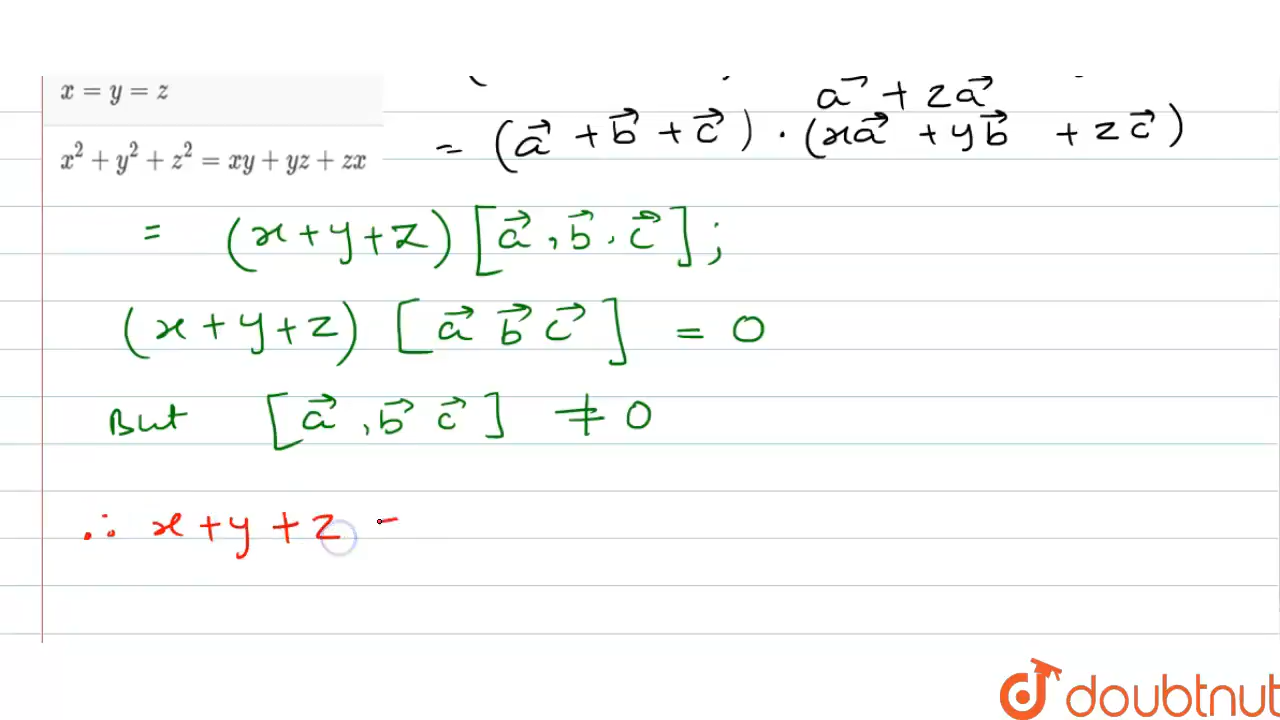 x = y = z
x² + y² + z² = xy + yz + zx
a⃗ + z a⃗
= (a⃗ + b⃗ + c⃗) · (x a⃗ + y b⃗ + z c⃗)
= (x + y + z) [a⃗, b⃗, c⃗];
(x + y + z) [a⃗ b⃗ c⃗] = 0
But [a⃗, b⃗ c⃗] ≠ 0
∴ x + y + z -
doubtnut